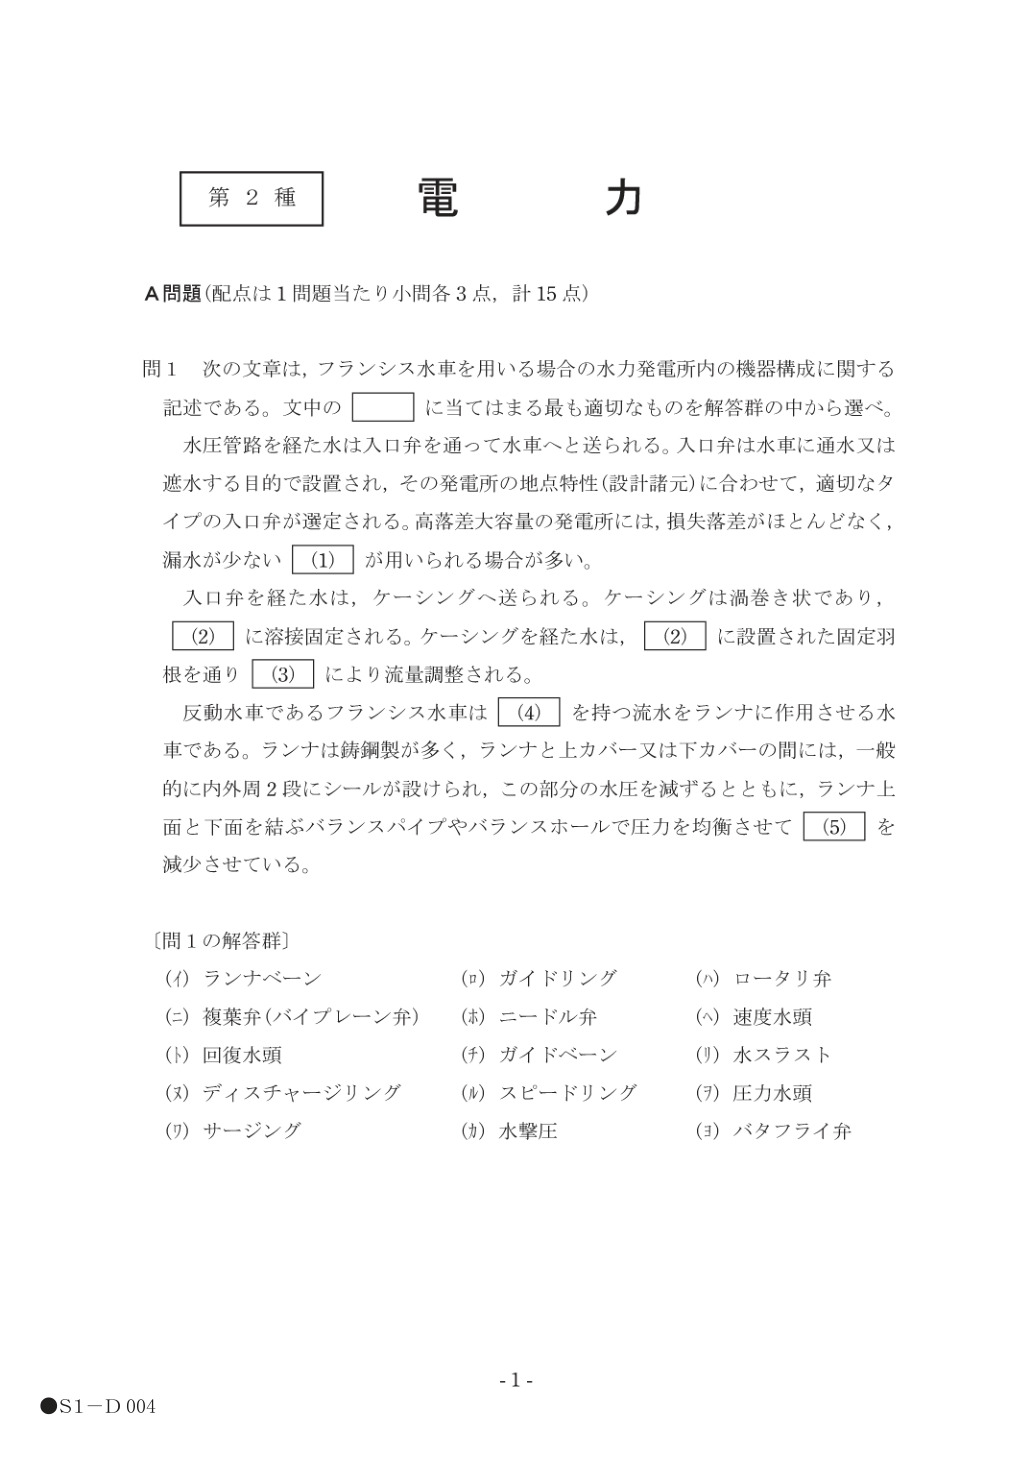 第 2 種
電 力
A問題(配点は1問題当たり小問各3点，計15点)
問1 次の文章は，フランシス水車を用いる場合の水力発電所内の機器構成に関する
記述である。文中の に当てはまる最も適切なものを解答群の中から選べ。
水圧管路を経た水は入口弁を通って水車へと送られる。入口弁は水車に通水又は
遮水する目的で設置され，その発電所の地点特性(設計諸元)に合わせて，適切なタ
イプの入口弁が選定される。高落差大容量の発電所には，損失落差がほとんどなく，
漏水が少ない (1) が用いられる場合が多い。
入口弁を経た水は，ケーシングへ送られる。ケーシングは渦巻き状であり，
(2) に溶接固定される。ケーシングを経た水は， (2) に設置された固定羽
根を通り (3) により流量調整される。
反動水車であるフランシス水車は (4) を持つ流水をランナに作用させる水
車である。ランナは鋳鋼製が多く，ランナと上カバー又は下カバーの間には，一般
的に内外周2段にシールが設けられ，この部分の水圧を減ずるとともに，ランナ上
面と下面を結ぶバランスパイプやバランスホールで圧力を均衡させて (5) を
減少させている。
〔問1の解答群〕
(イ) ランナベーン (ロ) ガイドリング (ハ) ロータリ弁
(ニ) 複葉弁(バイプレーン弁) (ホ) ニードル弁 (ヘ) 速度水頭
(ト) 回復水頭 (チ) ガイドベーン (リ) 水スラスト
(ヌ) ディスチャージリング (ル) スピードリング (ヲ) 圧力水頭
(ワ) サージング (カ) 水撃圧 (ヨ) バタフライ弁
- 1 -
●S1－D 004